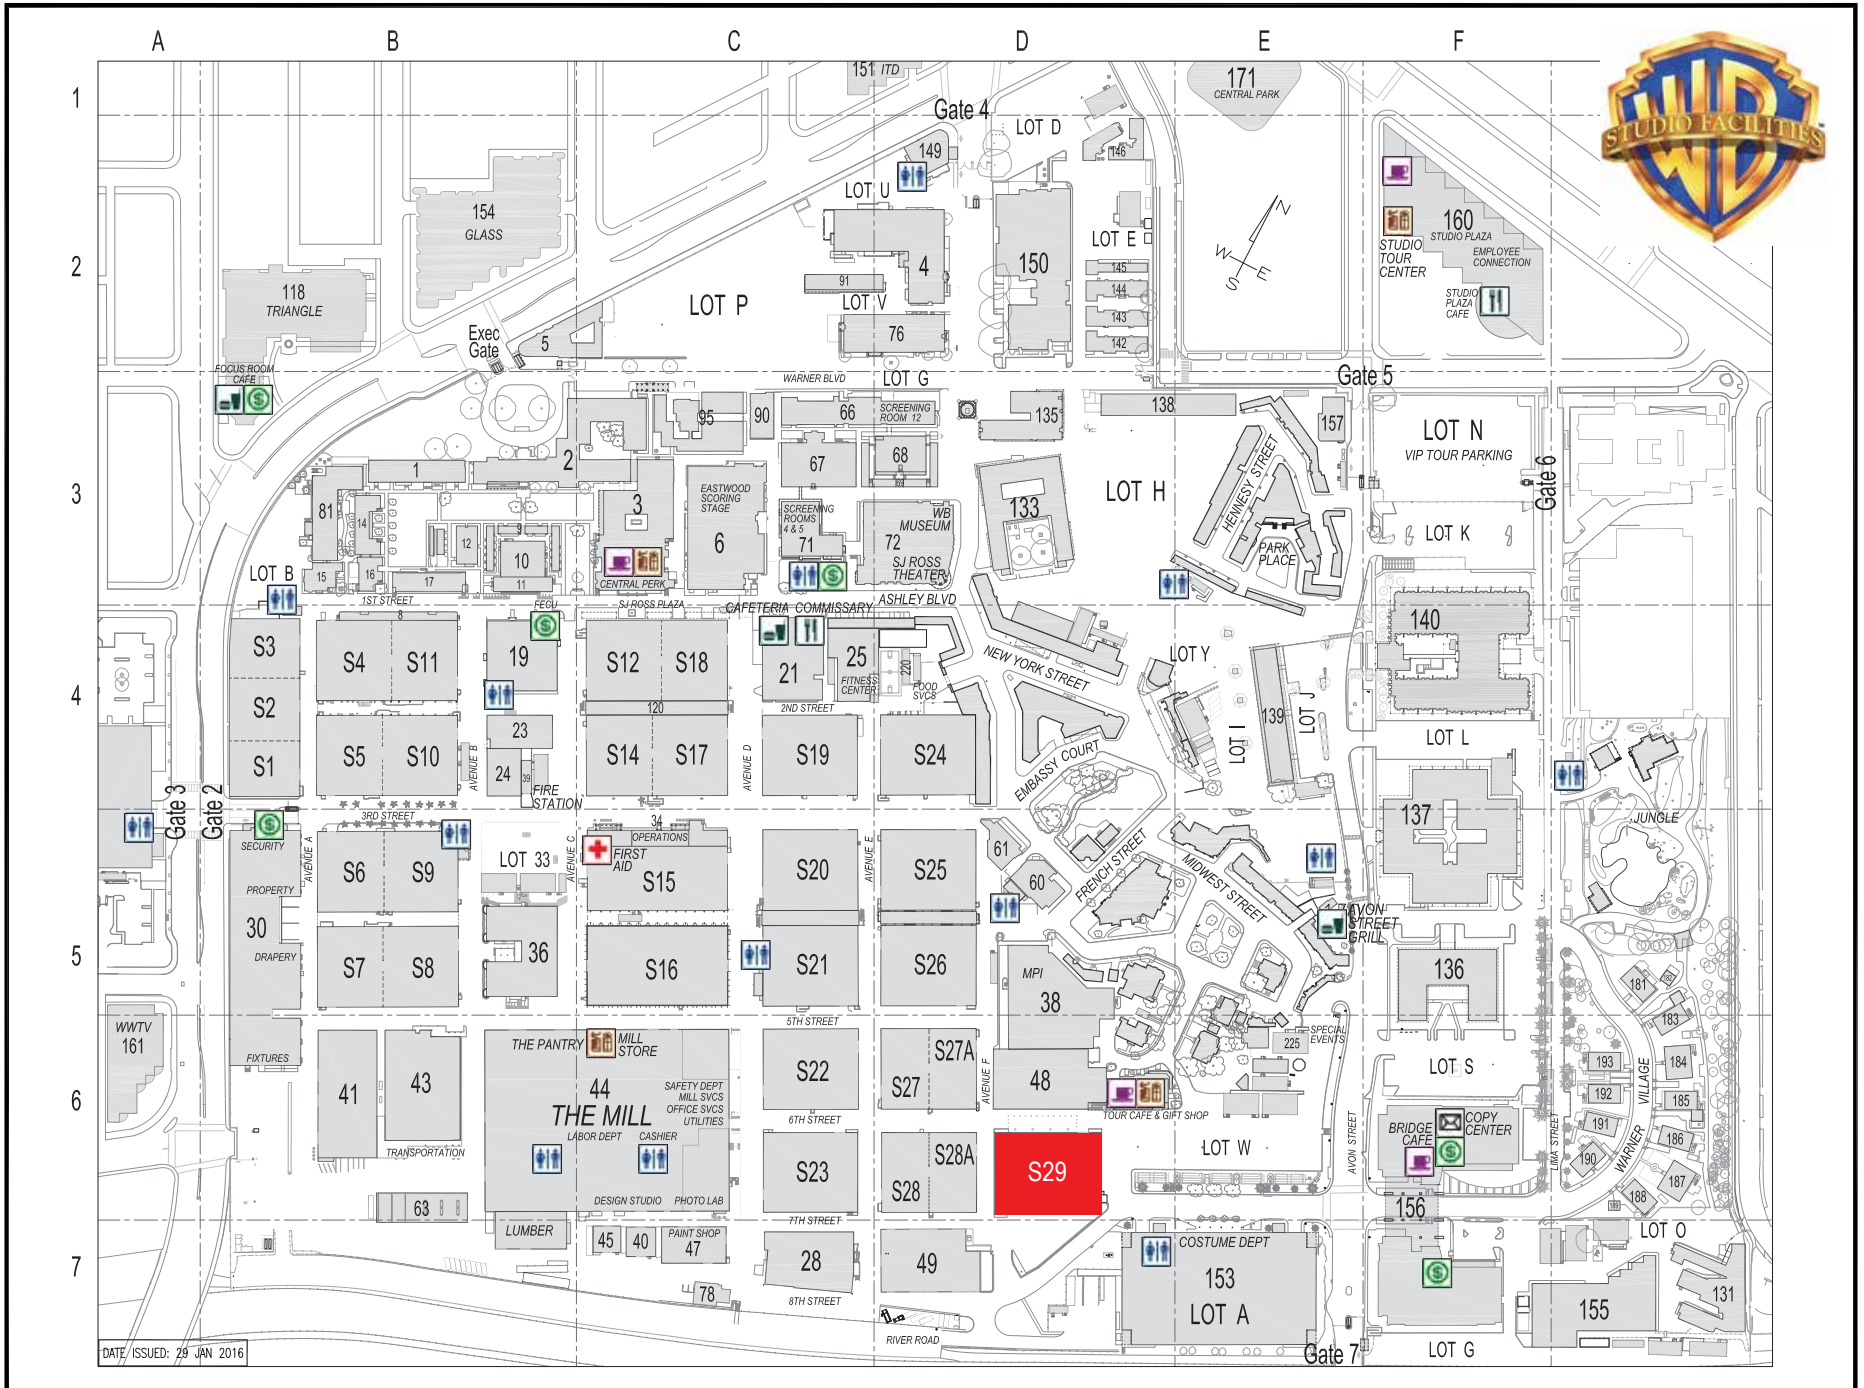 A B C D E F
1
2
3
4
5
6
7
STUDIO FACILITIES
WB
151 ITD
171
CENTRAL PARK
Gate 4
LOT D
149
146
LOT U
154
GLASS
160
STUDIO PLAZA
EMPLOYEE
CONNECTION
STUDIO
TOUR
CENTER
STUDIO
PLAZA
CAFE
N
W
E
S
LOT E
4
150
145
144
143
142
91
LOT V
LOT P
76
118
TRIANGLE
Exec
Gate
5
FOCUS ROOM
CAFE
WARNER BLVD
LOT G
Gate 5
95
90
66
SCREENING
ROOM 12
135
138
157
LOT N
VIP TOUR PARKING
Gate 6
1
2
67
68
99
3
EASTWOOD
SCORING
STAGE
6
81
14
12
9
10
11
15
16
17
SCREENING
ROOMS
4 & 5
71
WB
MUSEUM
72
SJ ROSS
THEATER
133
LOT H
HENNESY STREET
PARK
PLACE
LOT K
CENTRAL PERK
LOT B
1ST STREET
FECU
SJ ROSS PLAZA
ASHLEY BLVD
CAFETERIA COMMISSARY
8
S3
S4
S11
19
S12
S18
21
25
FITNESS
CENTER
220
FOOD
SVCS
NEW YORK STREET
LOT Y
140
S2
120
2ND STREET
139
LOT J
LOT I
LOT L
S1
S5
S10
23
24
39
AVENUE B
FIRE
STATION
S14
S17
AVENUE D
S19
S24
EMBASSY COURT
Gate 3
Gate 2
3RD STREET
SECURITY
AVENUE A
S6
S9
LOT 33
AVENUE C
34
OPERATIONS
FIRST
AID
S15
S20
AVENUE E
S25
61
60
FRENCH STREET
MIDWEST STREET
137
JUNGLE
PROPERTY
30
DRAPERY
FIXTURES
S7
S8
36
S16
S21
S26
MPI
38
AVON
STREET
GRILL
136
181
182
183
WWTV
161
5TH STREET
THE PANTRY
MILL
STORE
41
43
44
THE MILL
SAFETY DEPT
MILL SVCS
OFFICE SVCS
UTILITIES
LABOR DEPT
CASHIER
S22
S27A
S27
AVENUE F
48
225
SPECIAL
EVENTS
LOT S
193
184
192
185
191
186
190
187
188
189
WARNER
VILLAGE
LIMA STREET
6TH STREET
TOUR CAFE & GIFT SHOP
BRIDGE
CAFE
COPY
CENTER
AVON STREET
TRANSPORTATION
S23
S28A
S28
S29
LOT W
63
DESIGN STUDIO
PHOTO LAB
7TH STREET
156
LUMBER
45
40
PAINT SHOP
47
78
28
49
8TH STREET
RIVER ROAD
COSTUME DEPT
153
LOT A
Gate 7
155
131
LOT O
LOT G
DATE ISSUED: 29 JAN 2016